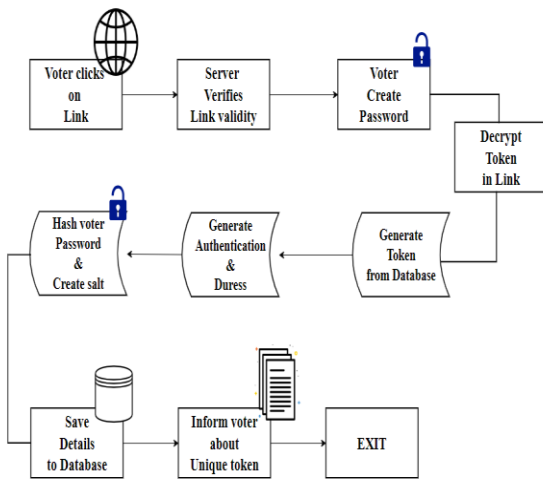 Voter clicks
on
Link
Server
Verifies
Link validity
Voter
Create
Password
Decrypt
Token
in Link
Generate
Token
from Database
Generate
Authentication
&
Duress
Hash voter
Password
&
Create salt
Save
Details
to Database
Inform voter
about
Unique token
EXIT